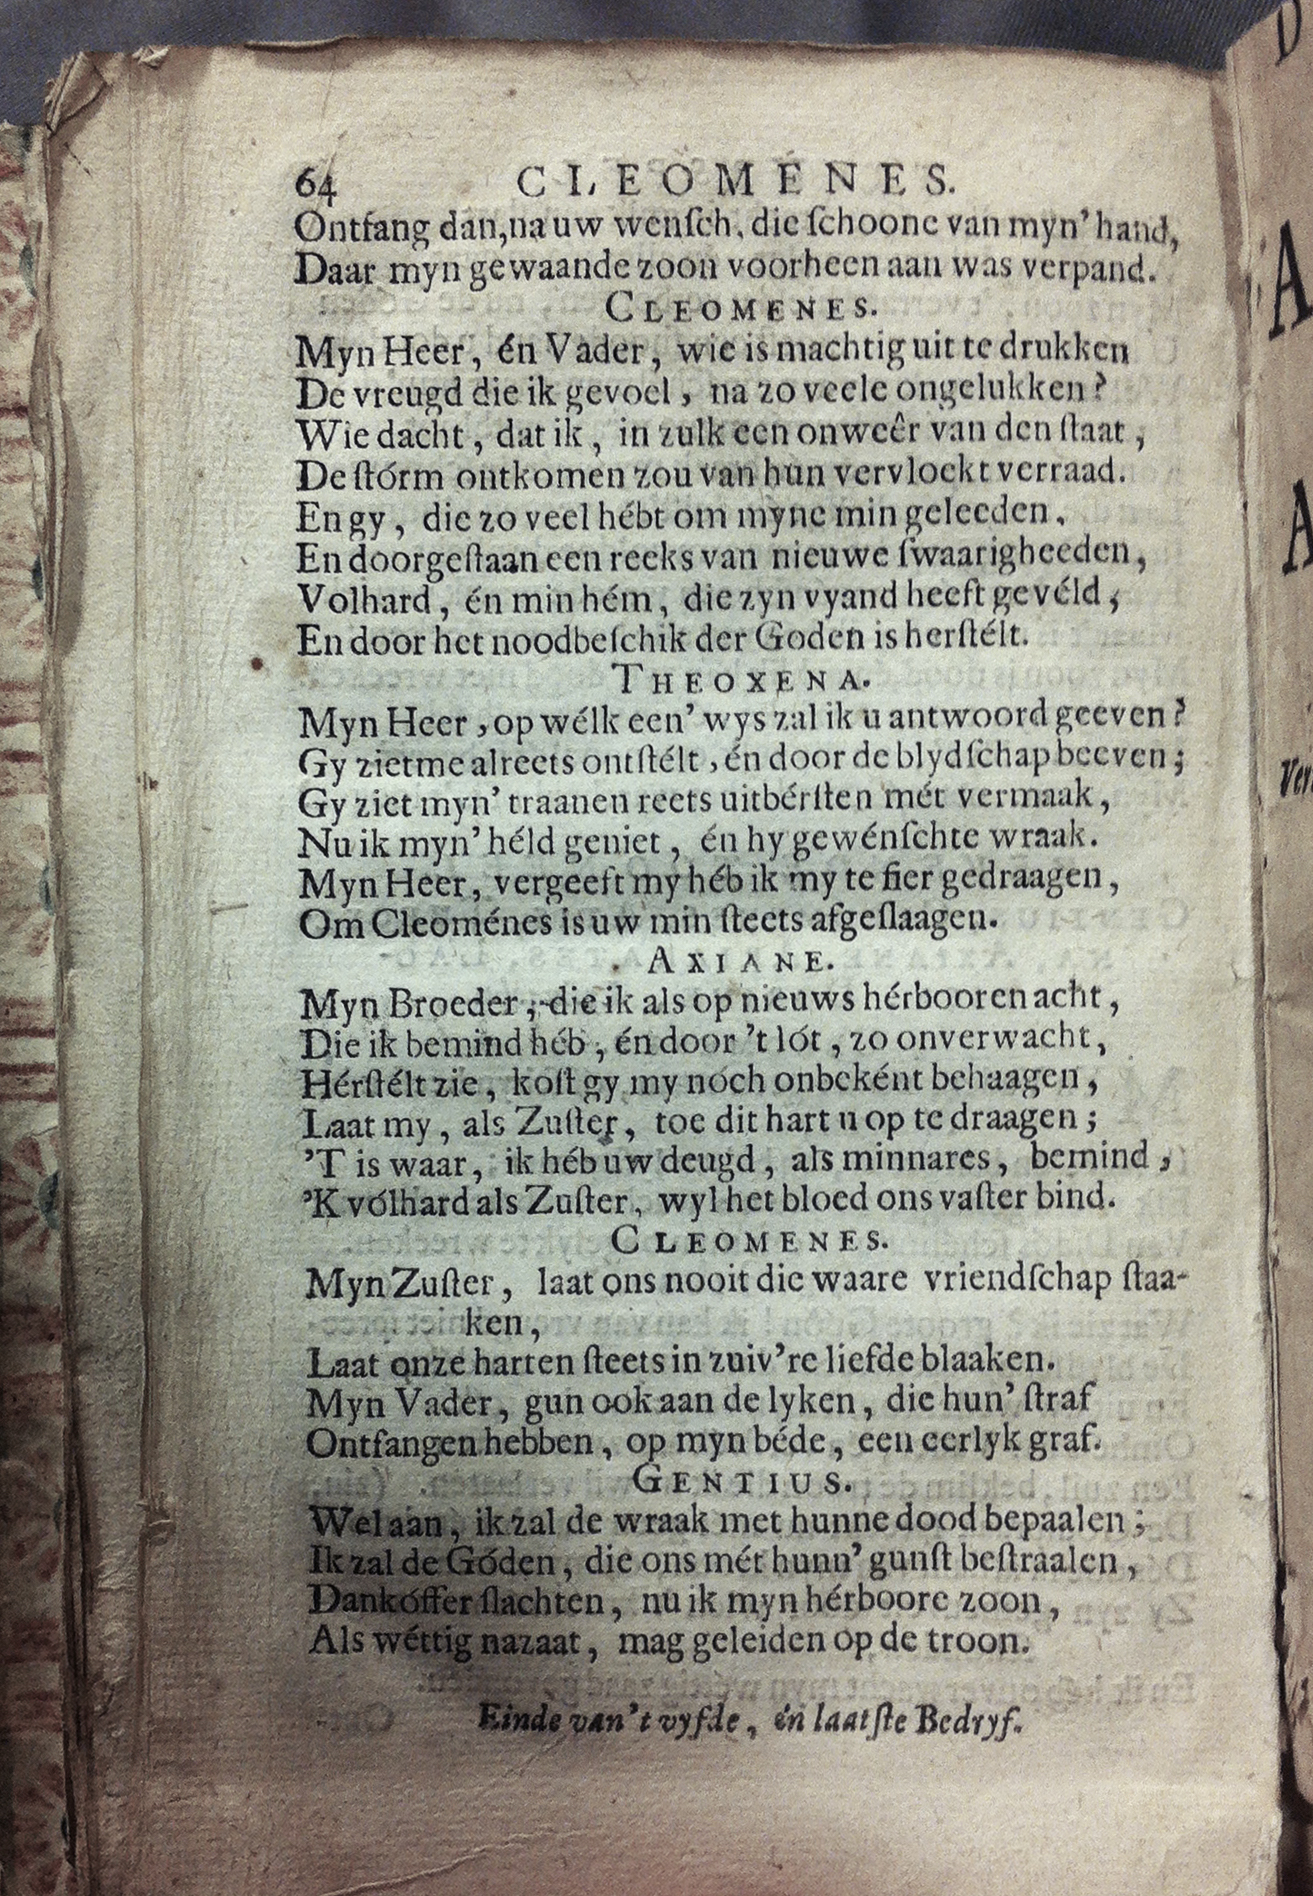 64 CLEOMÉNES.
Ontfang dan, na uw wenſch, die ſchoone van myn' hand,
Daar myn gewaande zoon voorheen aan was verpand.
CLEOMENES.
Myn Heer, én Vader, wie is machtig uit te drukken
De vreugd die ik gevoel, na zo veele ongelukken?
Wie dacht, dat ik, in zulk een onweêr van den ſtaat,
De ſtórm ontkomen zou van hun vervloekt verraad.
En gy, die zo veel hébt om myne min geleeden,
En doorgeſtaan een reeks van nieuwe ſwaarigheeden,
Volhard, én min hém, die zyn vyand heeft gevéld,
En door het noodbeſchik der Goden is herſtélt.
THEOXENA.
Myn Heer, op wélk een' wys zal ik u antwoord geeven?
Gy zietme alreets ontſtélt, én door de blydſchap beeven;
Gy ziet myn' traanen reets uitbérſten mét vermaak,
Nu ik myn' héld geniet, én hy gewénſchte wraak.
Myn Heer, vergeeft my héb ik my te fier gedraagen,
Om Cleoménes is uw min ſteets afgeſlaagen.
AXIANE.
Myn Broeder, die ik als op nieuws hérbooren acht,
Die ik bemind héb, én door 't lót, zo onverwacht,
Hérſtélt zie, koſt gy my noch onbeként behaagen,
Laat my, als Zuſter, toe dit hart u op te draagen;
'T is waar, ik héb uw deugd, als minnares, bemind,
'K vólhard als Zuſter, wyl het bloed ons vaſter bind.
CLEOMENES.
Myn Zuſter, laat ons nooit die waare vriendſchap ſtaa-
ken,
Laat onze harten ſteets in zuiv're liefde blaaken.
Myn Vader, gun ook aan de lyken, die hun' ſtraf
Ontfangen hebben, op myn béde, een eerlyk graf.
GENTIUS.
Wel aan, ik zal de wraak met hunne dood bepaalen;
Ik zal de Góden, die ons mét hunn' gunſt beſtraalen,
Dankóffer ſlachten, nu ik myn hérboore zoon,
Als wéttig nazaat, mag geleiden op de troon.
Einde van't vyfde, én laatſte Bedryf.